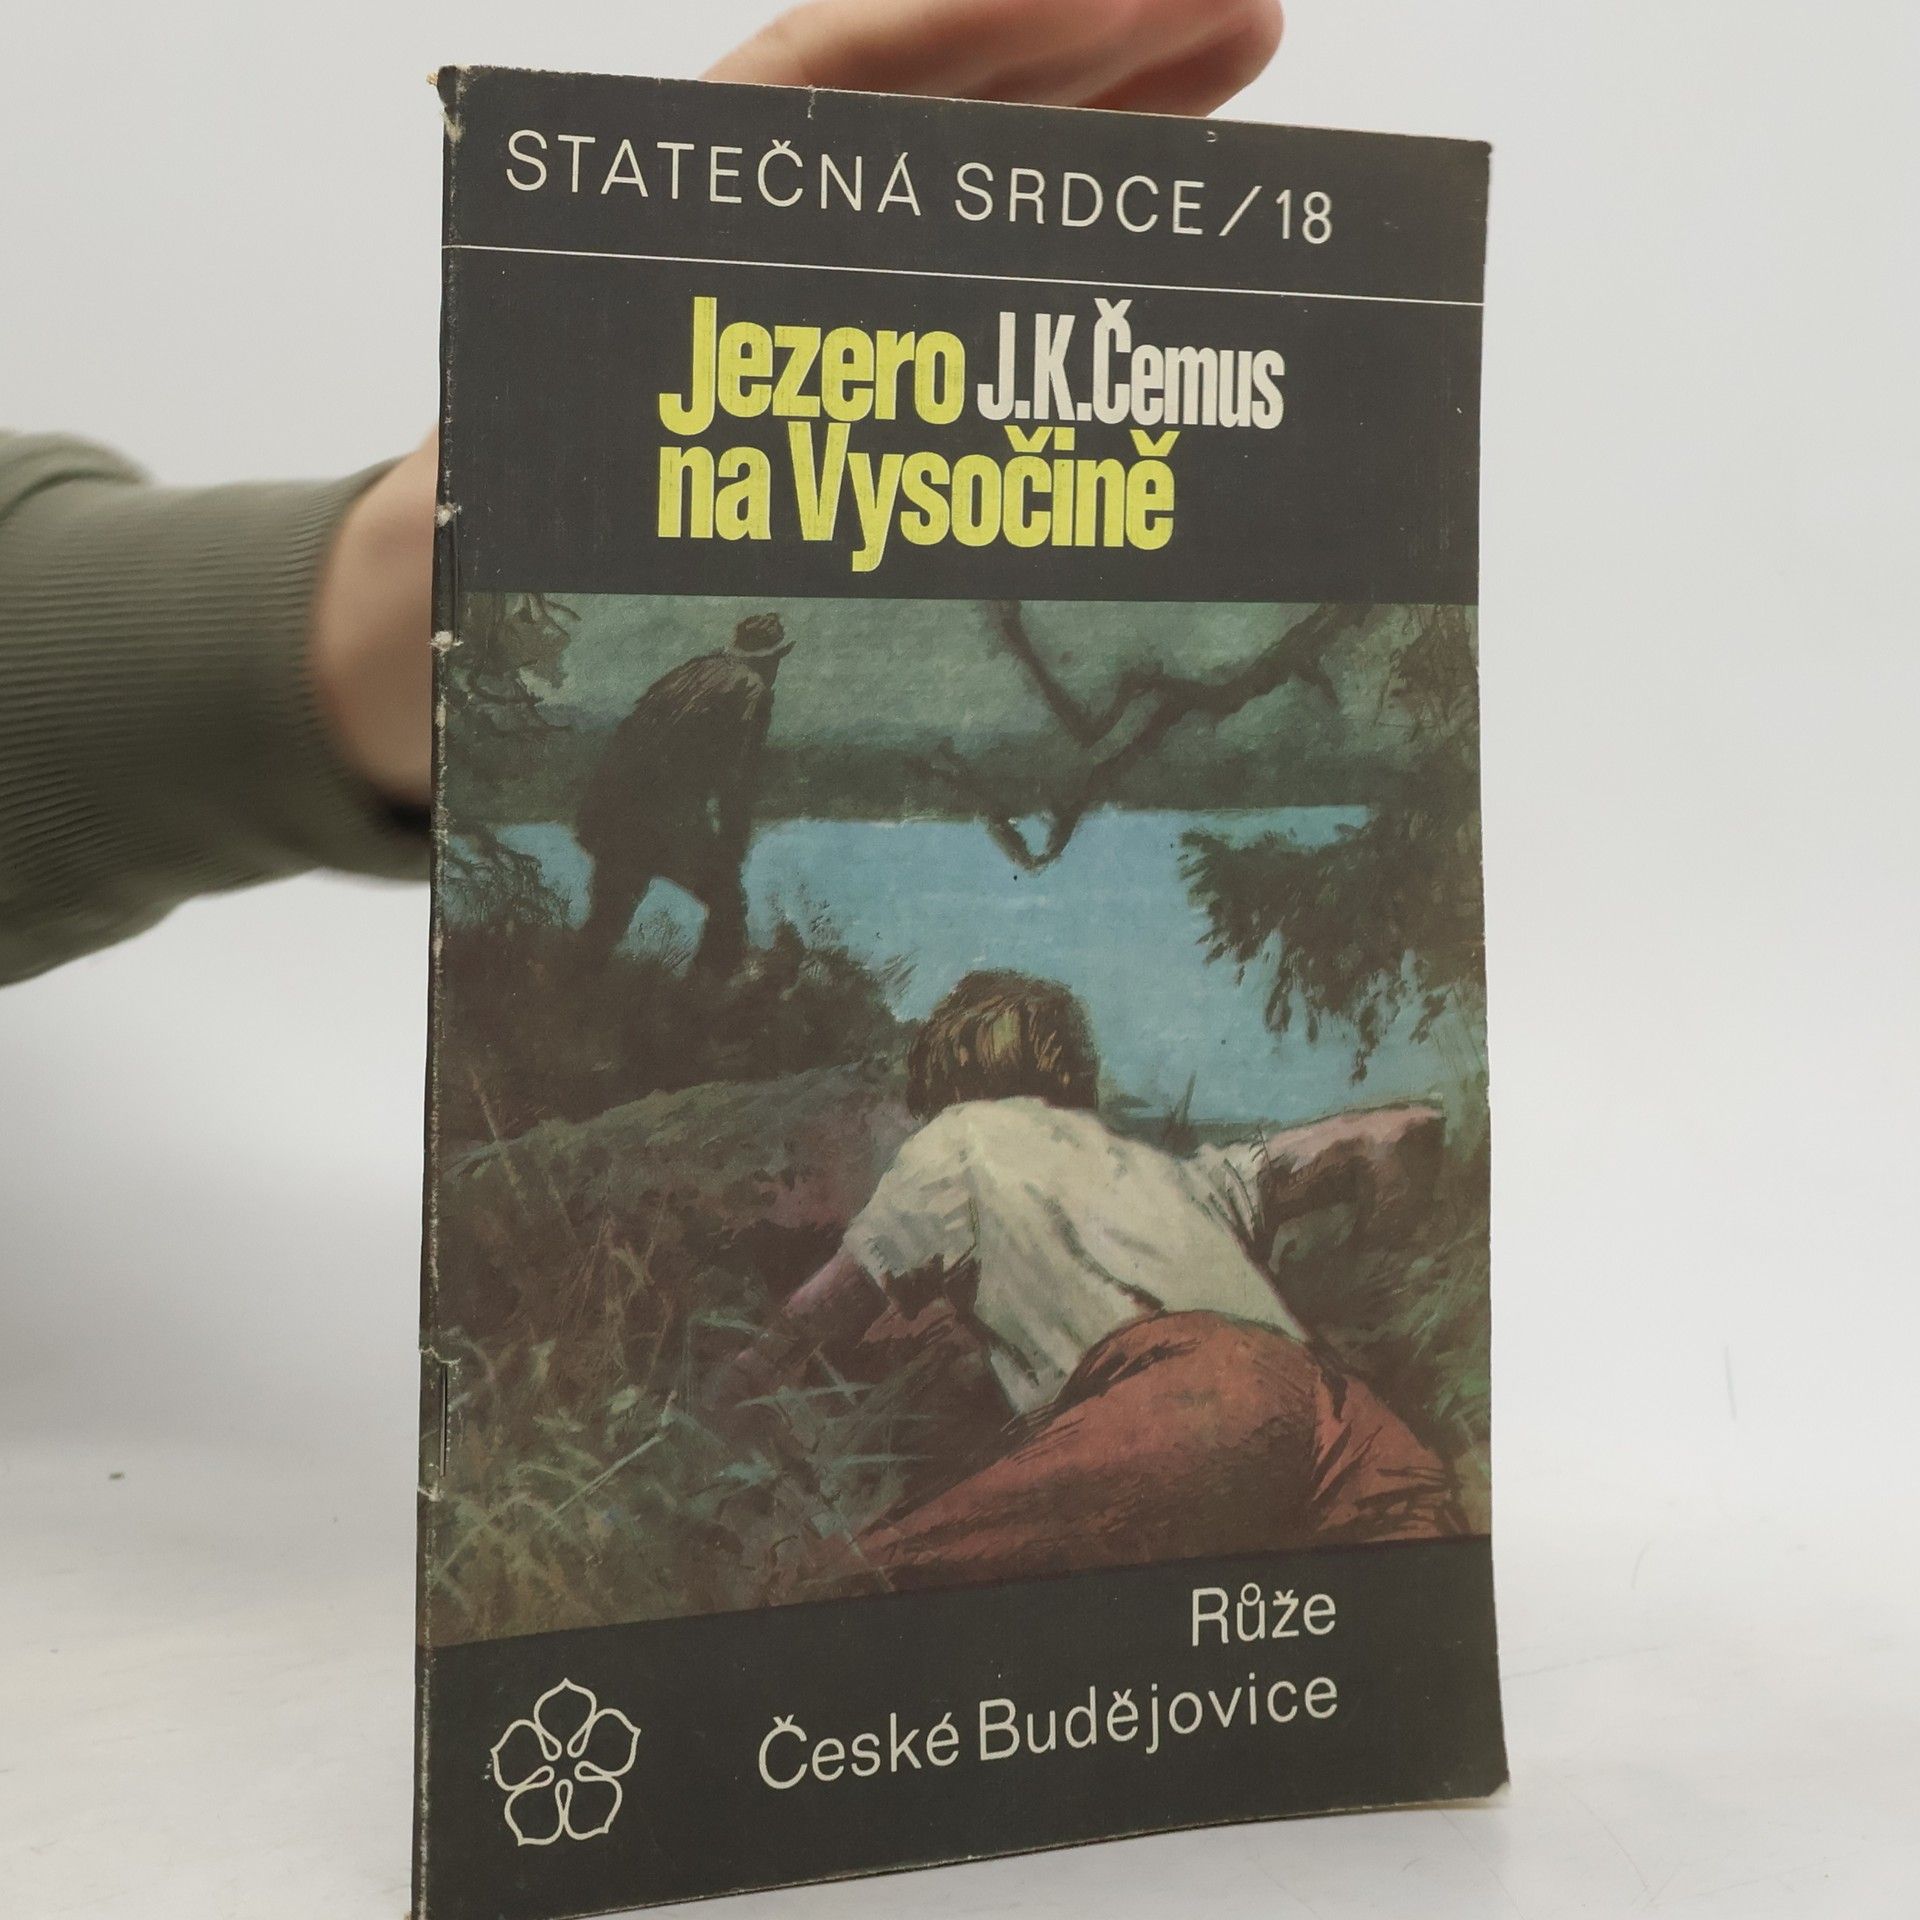 STATEČNÁ SRDCE/18
Jezero J.K.Čemus
na Vysočině
Růže
České Budějovice